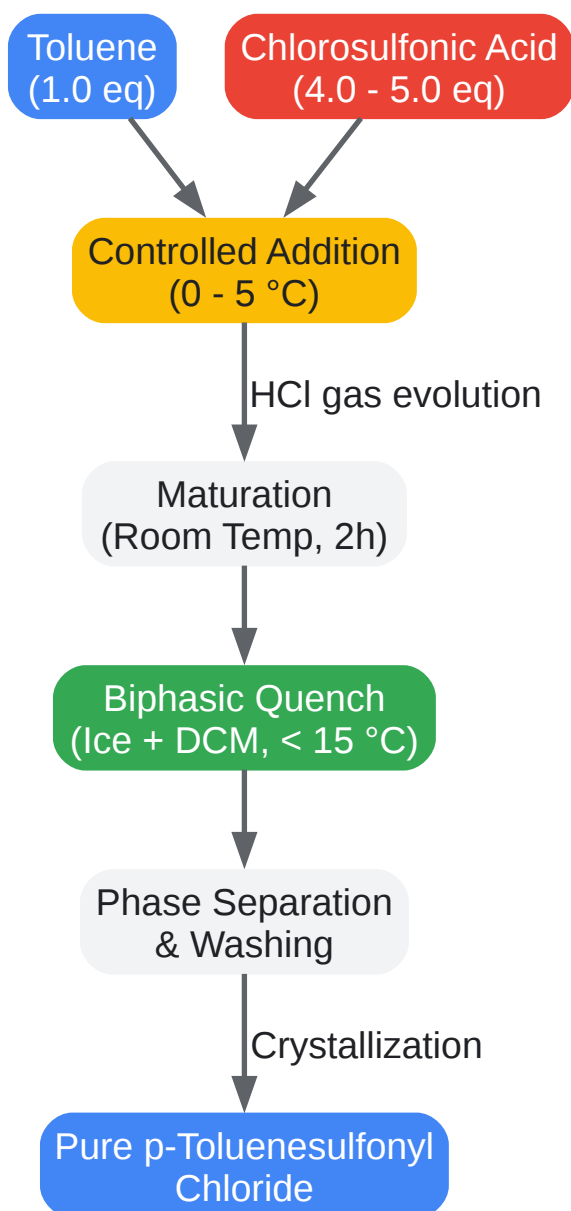 Toluene
(1.0 eq)
Chlorosulfonic Acid
(4.0 - 5.0 eq)
Controlled Addition
(0 - 5 °C)
HCl gas evolution
Maturation
(Room Temp, 2h)
Biphasic Quench
(Ice + DCM, < 15 °C)
Phase Separation
& Washing
Crystallization
Pure p-Toluenesulfonyl
Chloride